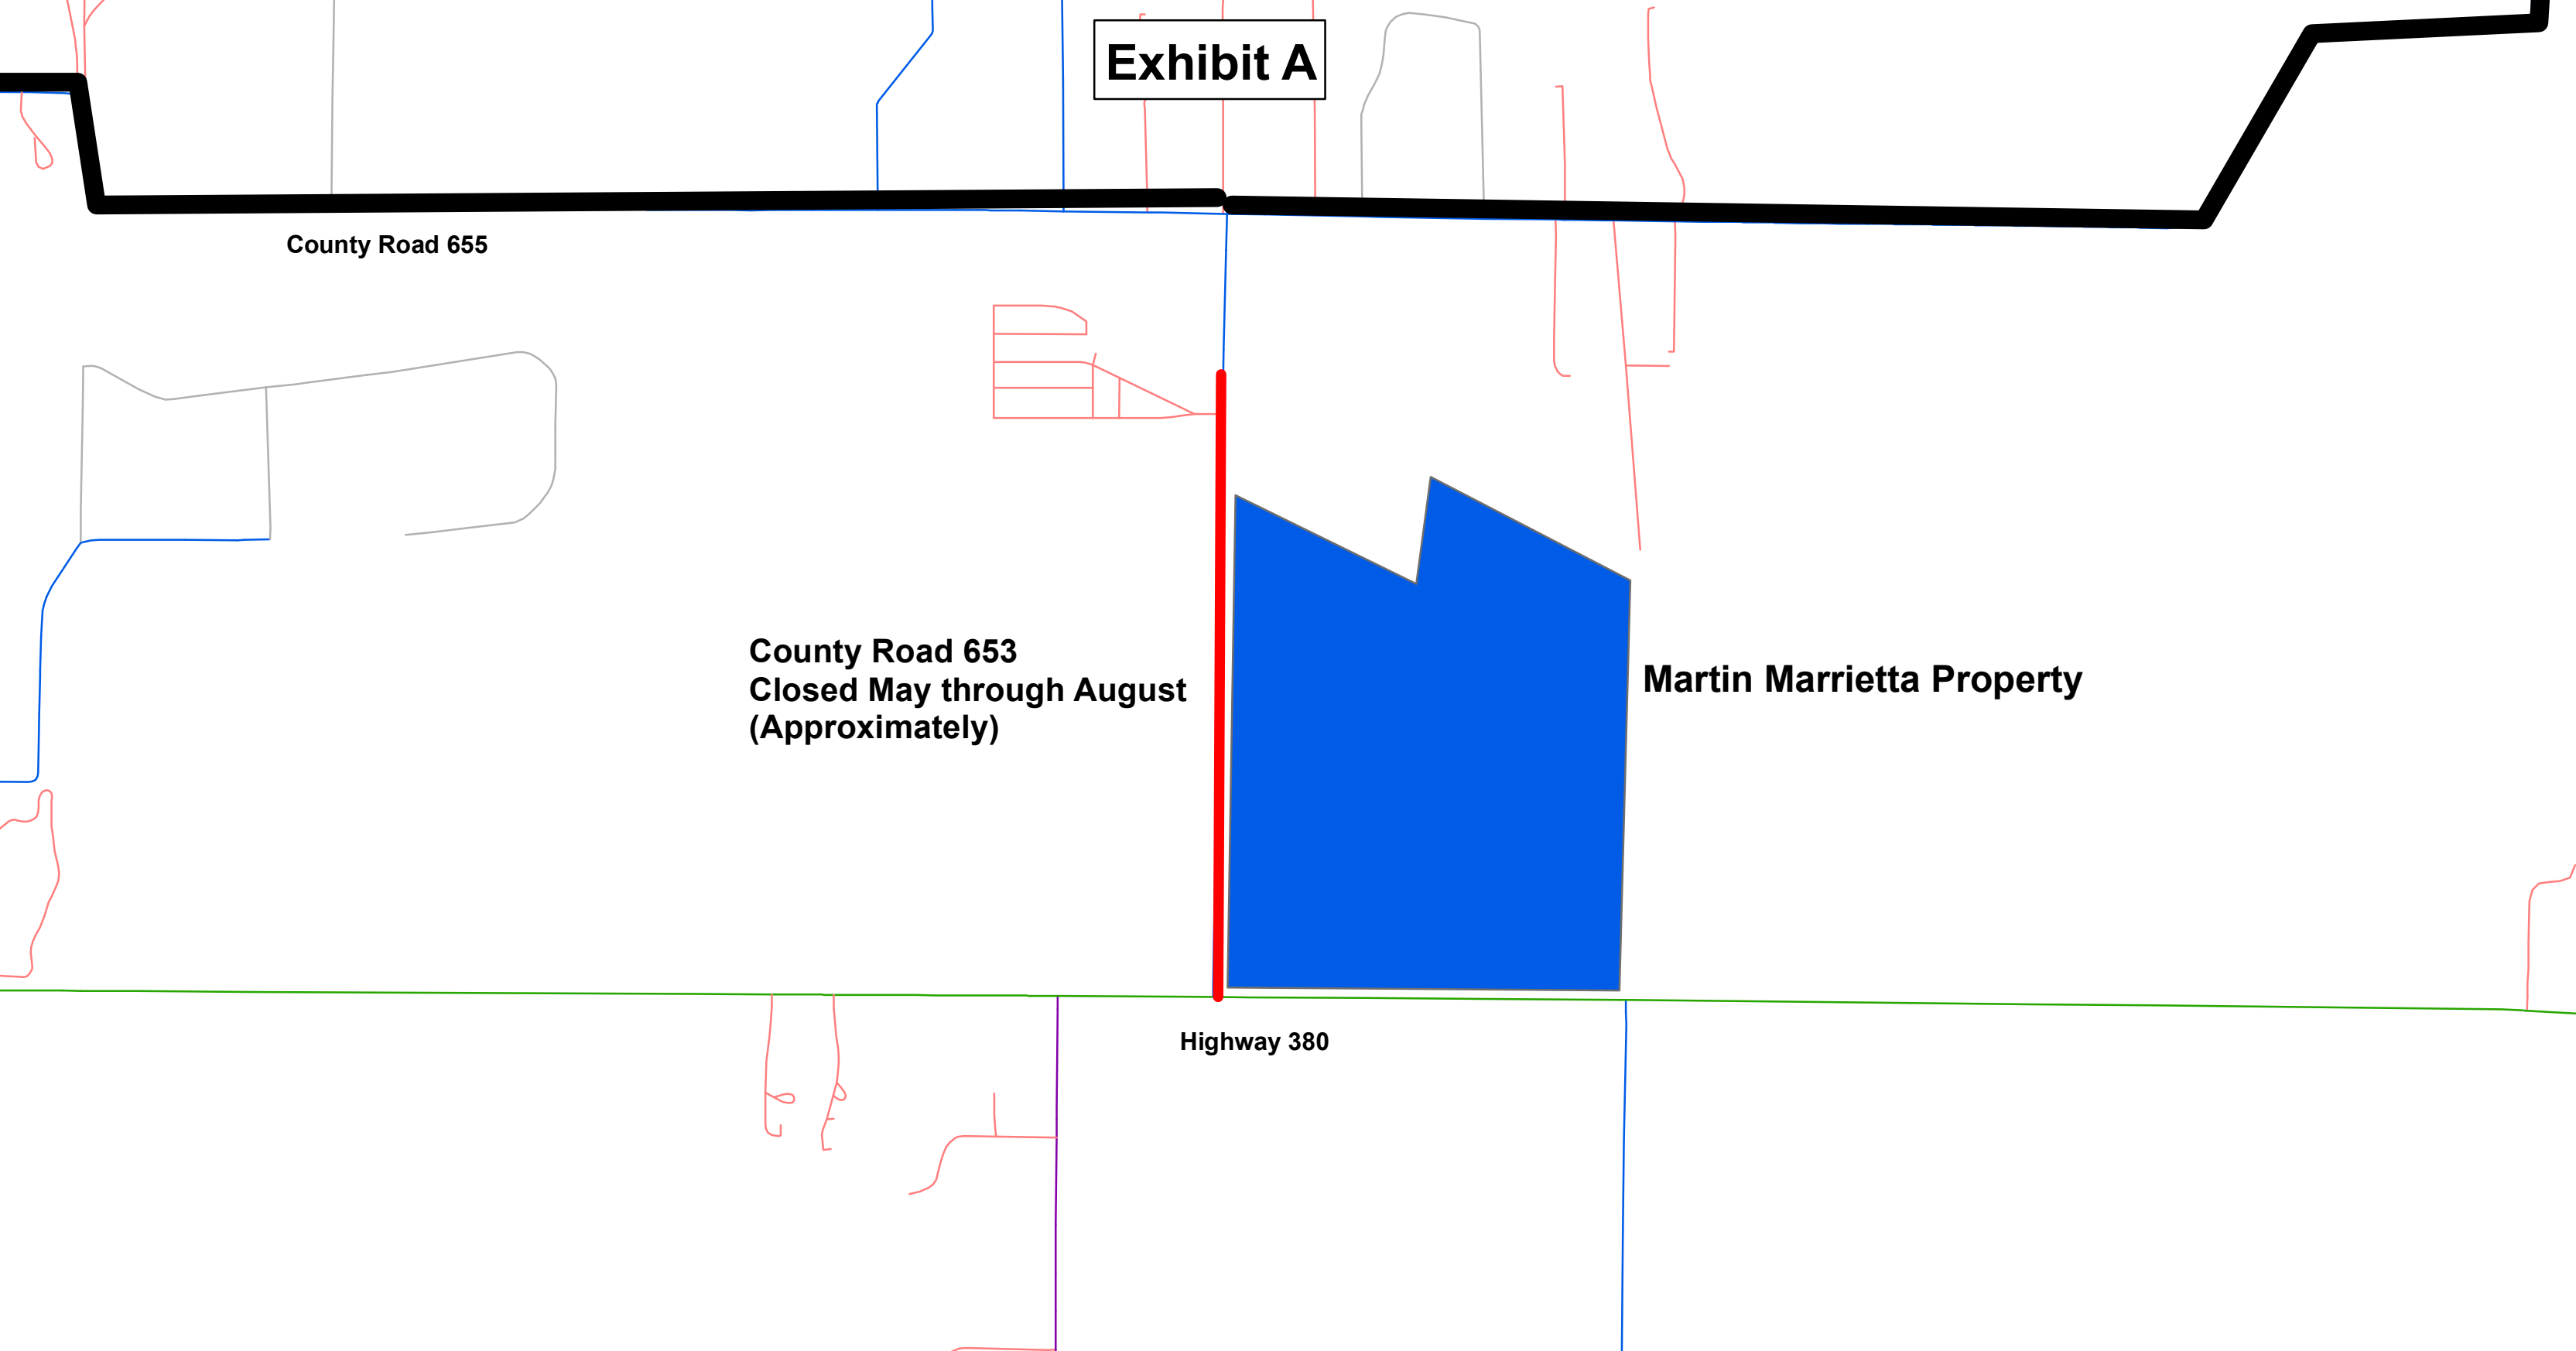 Exhibit A
County Road 655
County Road 653
Closed May through August
(Approximately)
Martin Marrietta Property
Highway 380